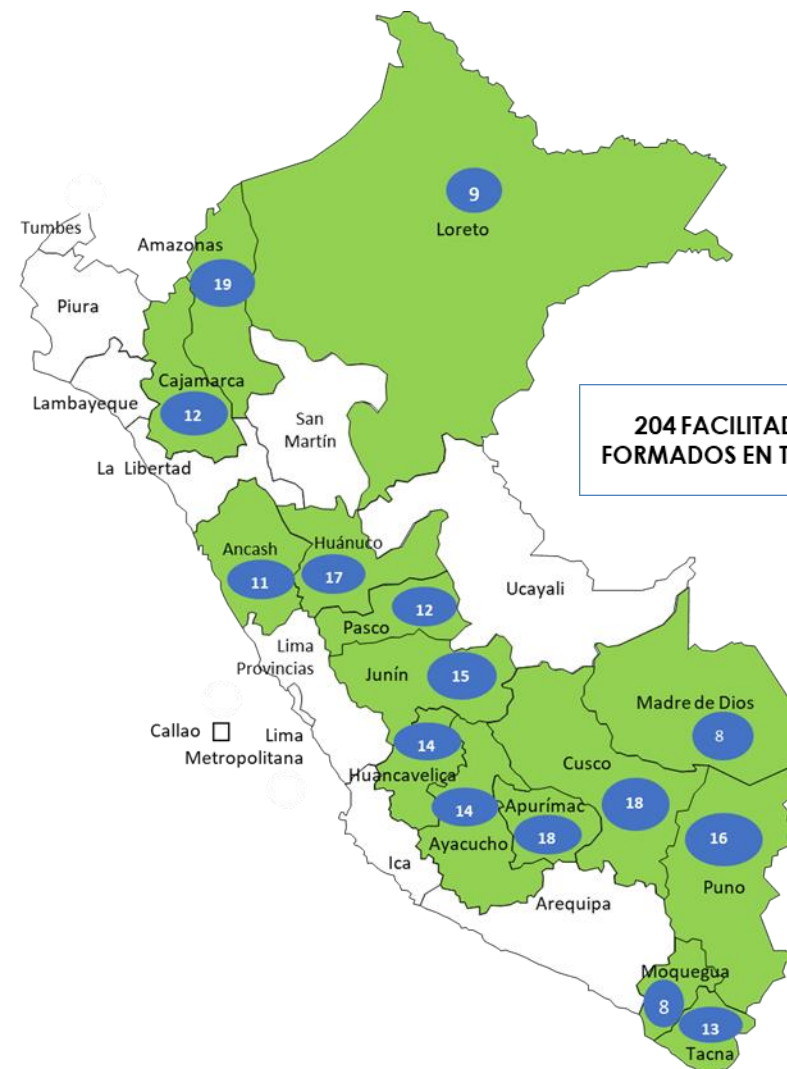 9
Loreto
Tumbes
Amazonas
19
Piura
Cajamarca
12
Lambayeque
San
Martín
La Libertad
204 FACILITAD
FORMADOS EN T
Ancash
11
Huánuco
17
Ucayali
12
Pasco
Lima
Provincias
Junín
15
Madre de Dios
8
Callao
Lima
Metropolitana
14
Huancavelica
Cusco
18
14
Ayacucho
Apurímac
18
16
Puno
Ica
Arequipa
Moquegua
8
13
Tacna